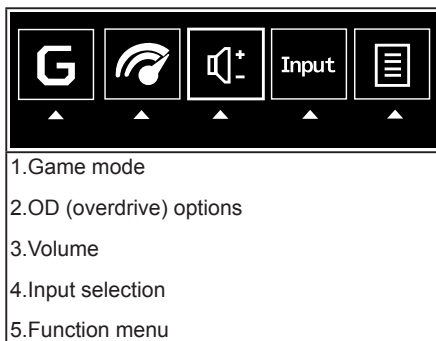 G Input
1.Game mode
2.OD (overdrive) options
3.Volume
4.Input selection
5.Function menu